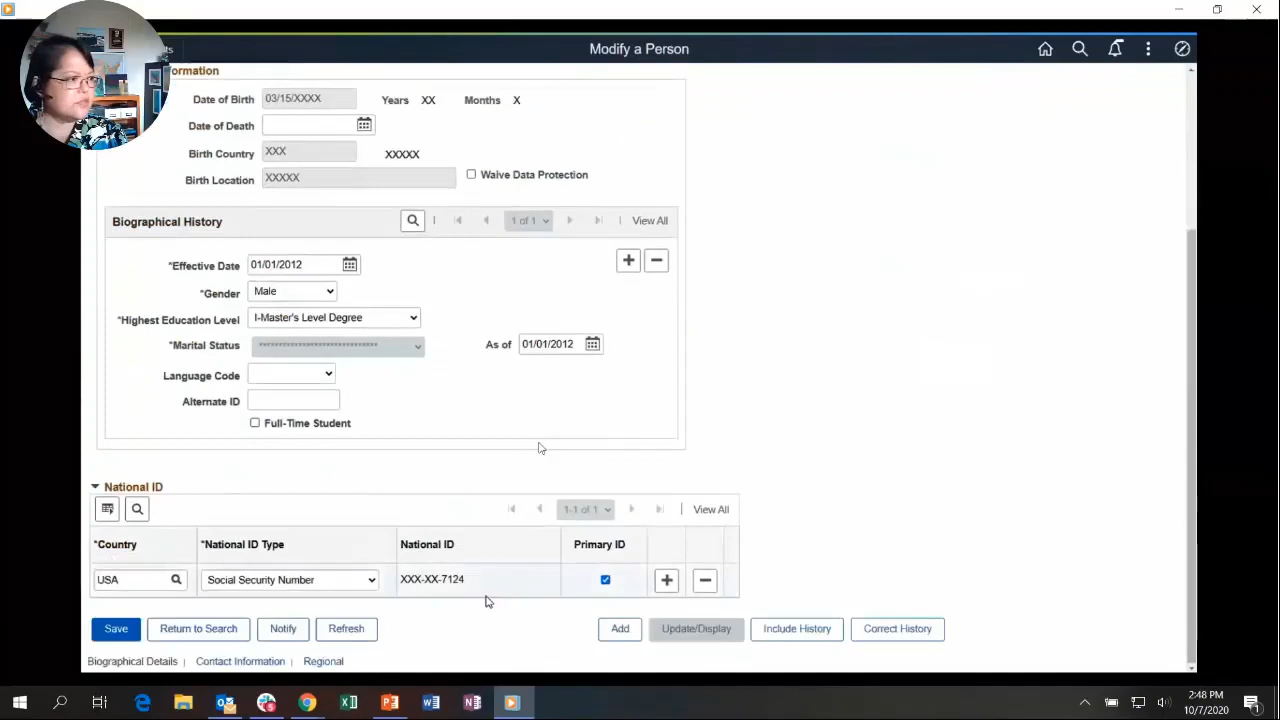 ts
Modify a Person
ormation
Date of Birth 03/15/XXXX Years XX Months X
Date of Death
Birth Country XXX XXXXX
Birth Location XXXXX Waive Data Protection
Biographical History 1 of 1 View All
*Effective Date 01/01/2012
*Gender Male
*Highest Education Level I-Master's Level Degree
*Marital Status ****************************** As of 01/01/2012
Language Code
Alternate ID
Full-Time Student
National ID
1-1 of 1 View All
*Country *National ID Type National ID Primary ID
USA Social Security Number XXX-XX-7124
Save Return to Search Notify Refresh Add Update/Display Include History Correct History
Biographical Details Contact Information Regional
2:48 PM
10/7/2020